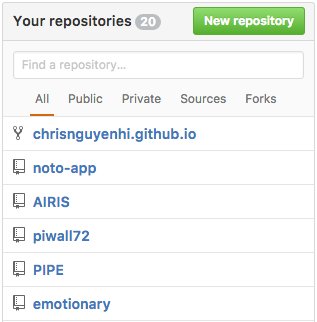 Your repositories 20 New repository
Find a repository...
All Public Private Sources Forks
chrisnguyenhi.github.io
noto-app
AIRIS
piwall72
PIPE
emotionary